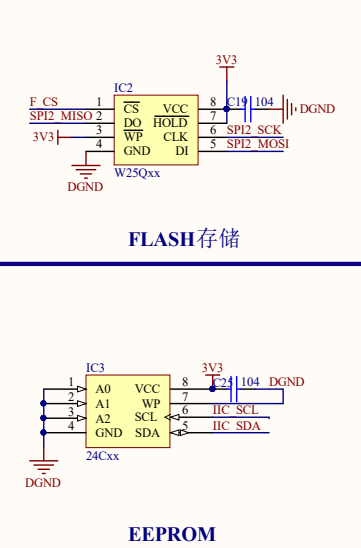 3V3
IC2
F_CS 1 CS VCC 8 C19 104 DGND
SPI2_MISO 2 DO HOLD 7
3V3 3 WP CLK 6 SPI2_SCK
4 GND DI 5 SPI2_MOSI
DGND W25Qxx
FLASH存储
IC3 3V3
1 A0 VCC 8 C25 104 DGND
2 A1 WP 7
3 A2 SCL 6 IIC_SCL
4 GND SDA 5 IIC_SDA
24Cxx
DGND
EEPROM